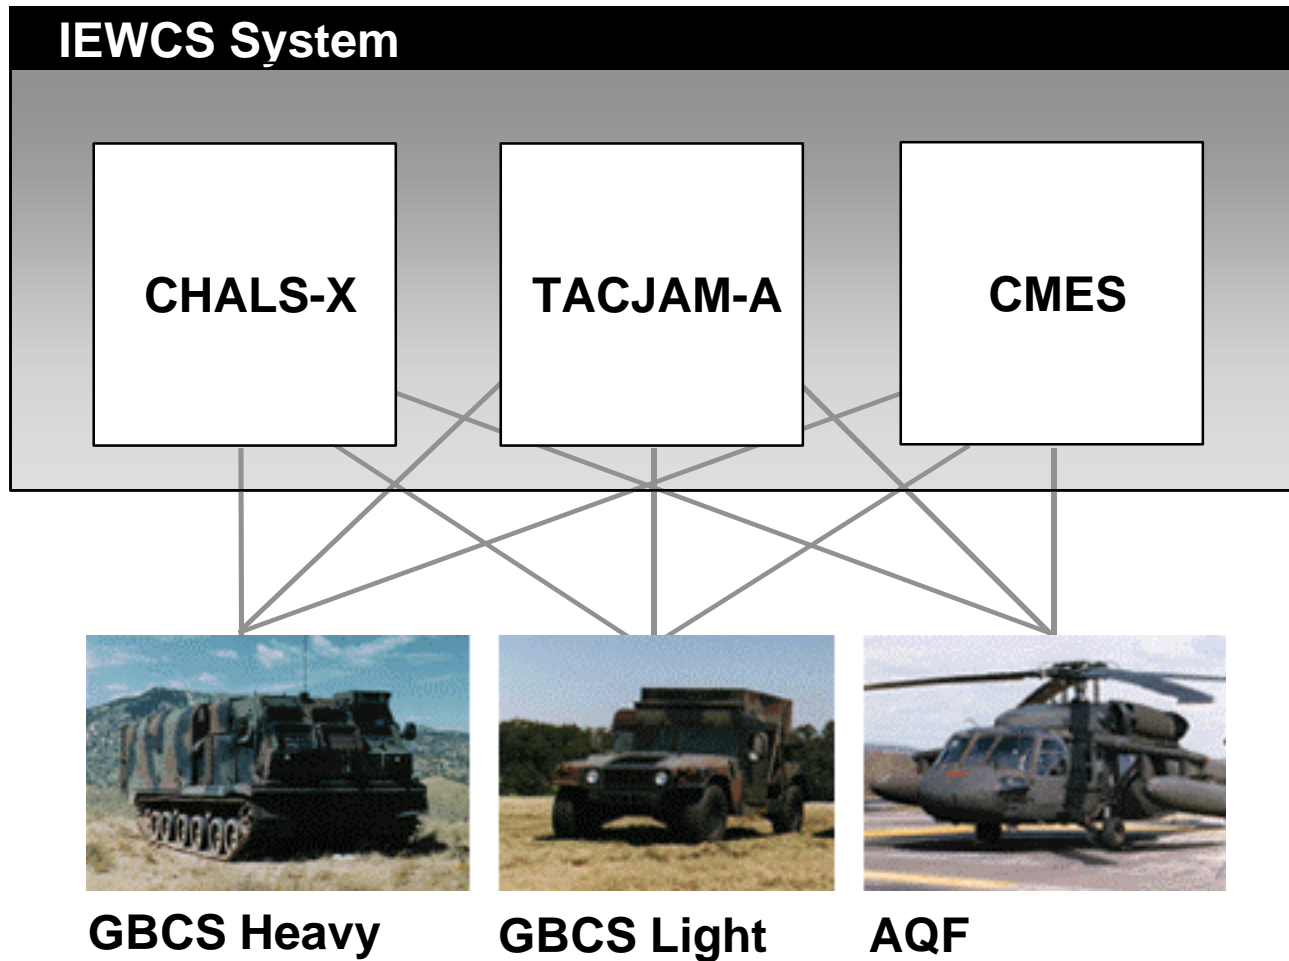 IEWCS System
CHALS-X
TACJAM-A
CMES
GBCS Heavy
GBCS Light
AQF